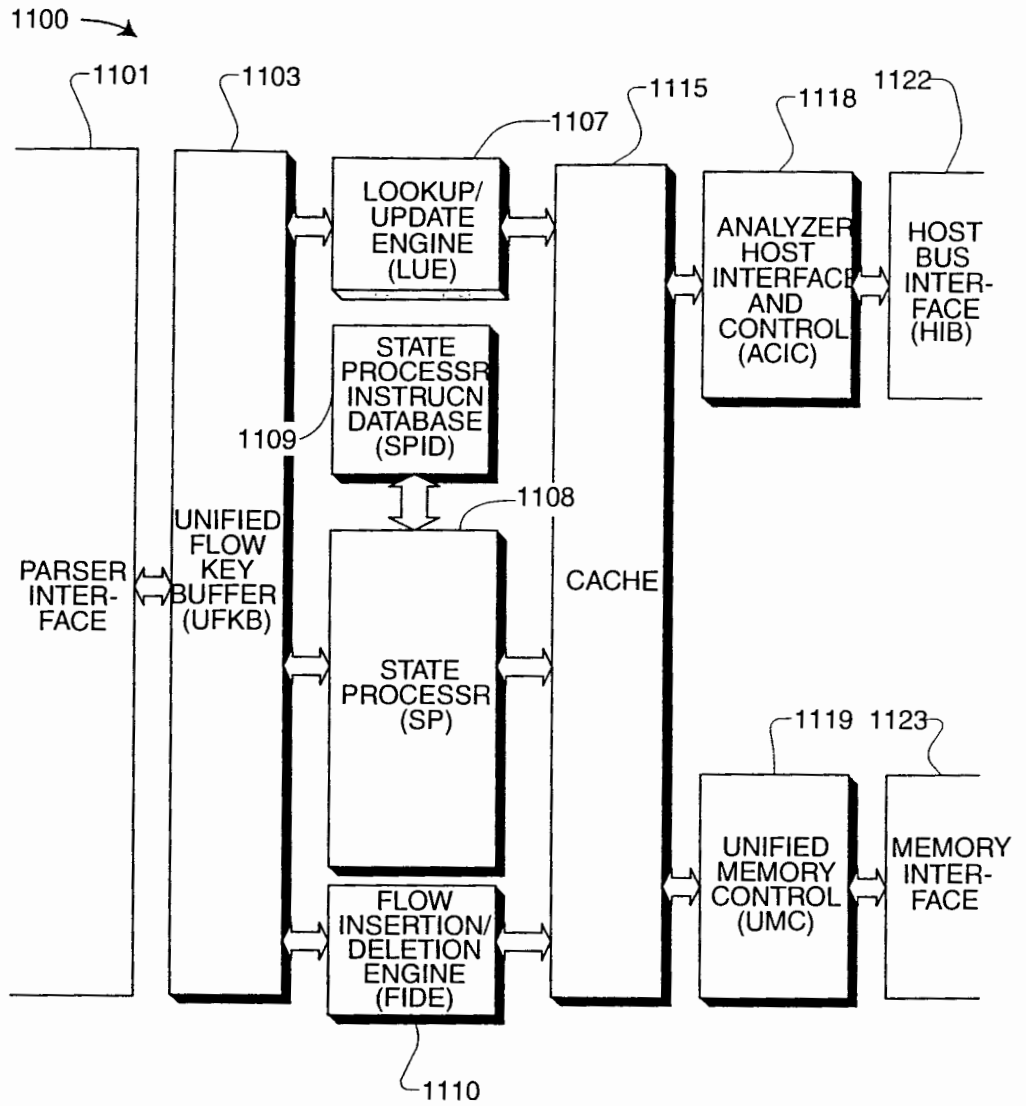 1100
1101
1103
1107
1115
1118
1122
LOOKUP/
UPDATE
ENGINE
(LUE)
ANALYZER
HOST
INTERFACE
AND
CONTROL
(ACIC)
HOST
BUS
INTER-
FACE
(HIB)
STATE
PROCESSR
INSTRUCN
DATABASE
(SPID)
1109
1108
PARSER
INTER-
FACE
UNIFIED
FLOW
KEY
BUFFER
(UFKB)
CACHE
STATE
PROCESSR
(SP)
1119
1123
UNIFIED
MEMORY
CONTROL
(UMC)
MEMORY
INTER-
FACE
FLOW
INSERTION/
DELETION
ENGINE
(FIDE)
1110